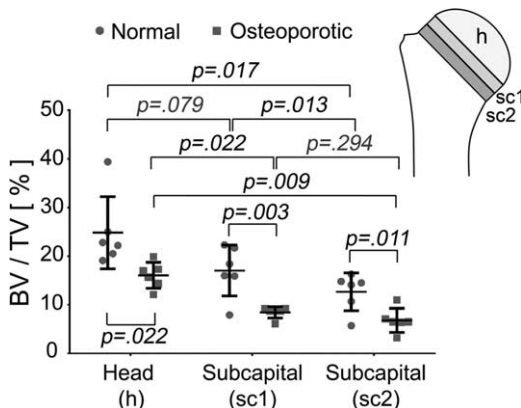 Normal Osteoporotic
h
sc1
sc2
p=.017
p=.079 p=.013
p=.022 p=.294
p=.009
p=.003
p=.011
p=.022
BV / TV [ % ]
50
40
30
20
10
0
Head Subcapital Subcapital
(h) (sc1) (sc2)